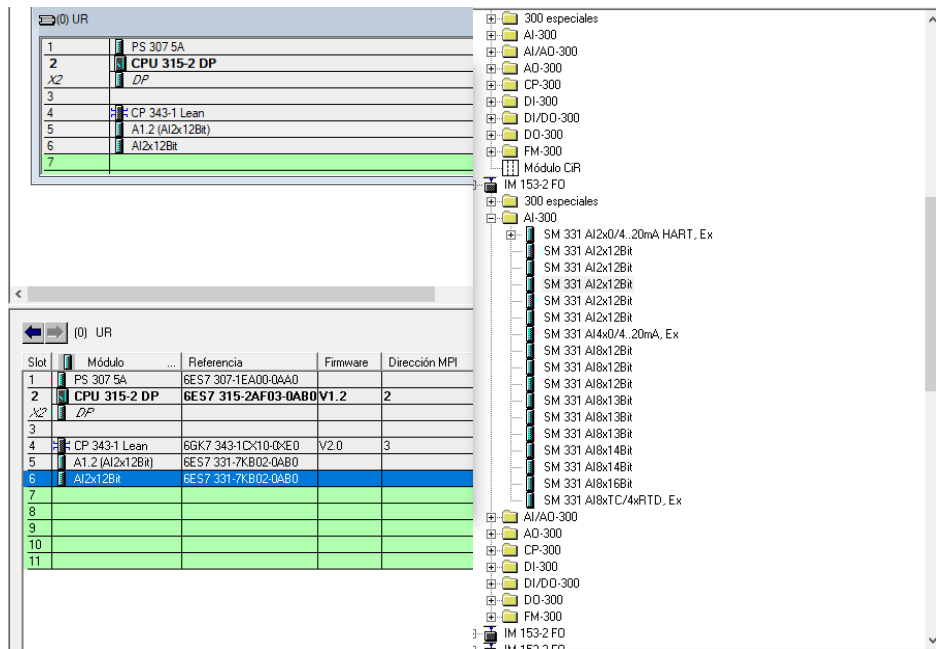 (0) UR
1 PS 307 5A
2 CPU 315-2 DP
X2 DP
3
4 CP 343-1 Lean
5 A1.2 (AI2x12Bit)
6 AI2x12Bit
7
(0) UR
Slot Módulo ... Referencia Firmware Dirección MPI
1 PS 307 5A 6ES7 307-1EA00-0AA0
2 CPU 315-2 DP 6ES7 315-2AF03-0AB0 V1.2 2
X2 DP
3
4 CP 343-1 Lean 6GK7 343-1CX10-0XE0 V2.0 3
5 A1.2 (AI2x12Bit) 6ES7 331-7KB02-0AB0
6 AI2x12Bit 6ES7 331-7KB02-0AB0
7
8
9
10
11
300 especiales
AI-300
AI/AO-300
AO-300
CP-300
DI-300
DI/DO-300
DO-300
FM-300
Módulo CiR
IM 153-2 FO
300 especiales
AI-300
SM 331 AI2x0/4..20mA HART, Ex
SM 331 AI2x12Bit
SM 331 AI2x12Bit
SM 331 AI2x12Bit
SM 331 AI2x12Bit
SM 331 AI2x12Bit
SM 331 AI4x0/4..20mA, Ex
SM 331 AI8x12Bit
SM 331 AI8x12Bit
SM 331 AI8x12Bit
SM 331 AI8x13Bit
SM 331 AI8x13Bit
SM 331 AI8x13Bit
SM 331 AI8x14Bit
SM 331 AI8x14Bit
SM 331 AI8x16Bit
SM 331 AI8xTC/4xRTD, Ex
AI/AO-300
AO-300
CP-300
DI-300
DI/DO-300
DO-300
FM-300
IM 153-2 FO
IM 153-2 FO